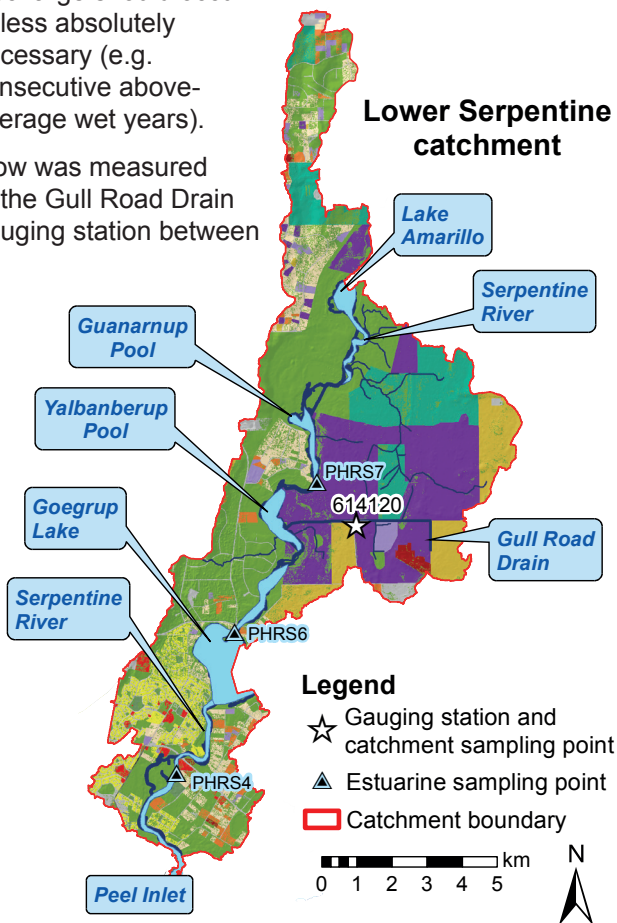 less absolutely
cessary (e.g.
nsecutive above-
erage wet years).
ow was measured
the Gull Road Drain
uging station between
Lower Serpentine
catchment
Lake
Amarillo
Serpentine
River
Guanarnup
Pool
Yalbanberup
Pool
PHRS7
614120
Goegrup
Lake
Gull Road
Drain
Serpentine
River
PHRS6
PHRS4
Peel Inlet
Legend
Gauging station and
catchment sampling point
Estuarine sampling point
Catchment boundary
km
0 1 2 3 4 5
N